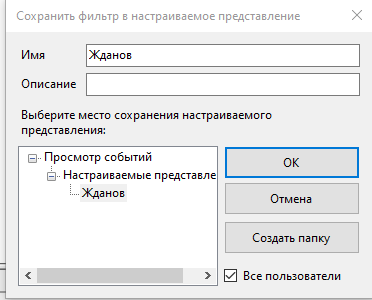 Сохранить фильтр в настраиваемое представление
Имя
Жданов
Описание
Выберите место сохранения настраиваемого
представления:
Просмотр событий
Настраиваемые представле
Жданов
ОК
Отмена
Создать папку
Все пользователи